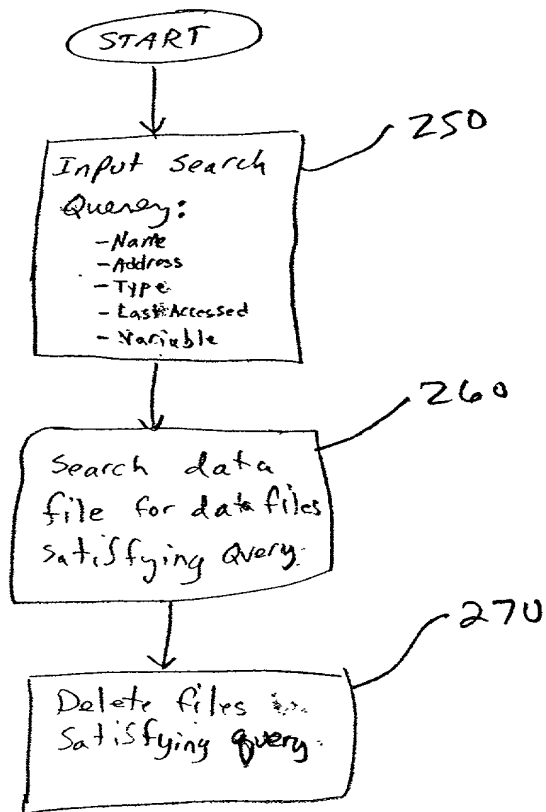 START
250
Input Search
Querey:
-Name
-Address
-Type
-Last Accessed
-Variable
260
Search data
file for data files
satisfying Query.
270
Delete files
Satisfying query.